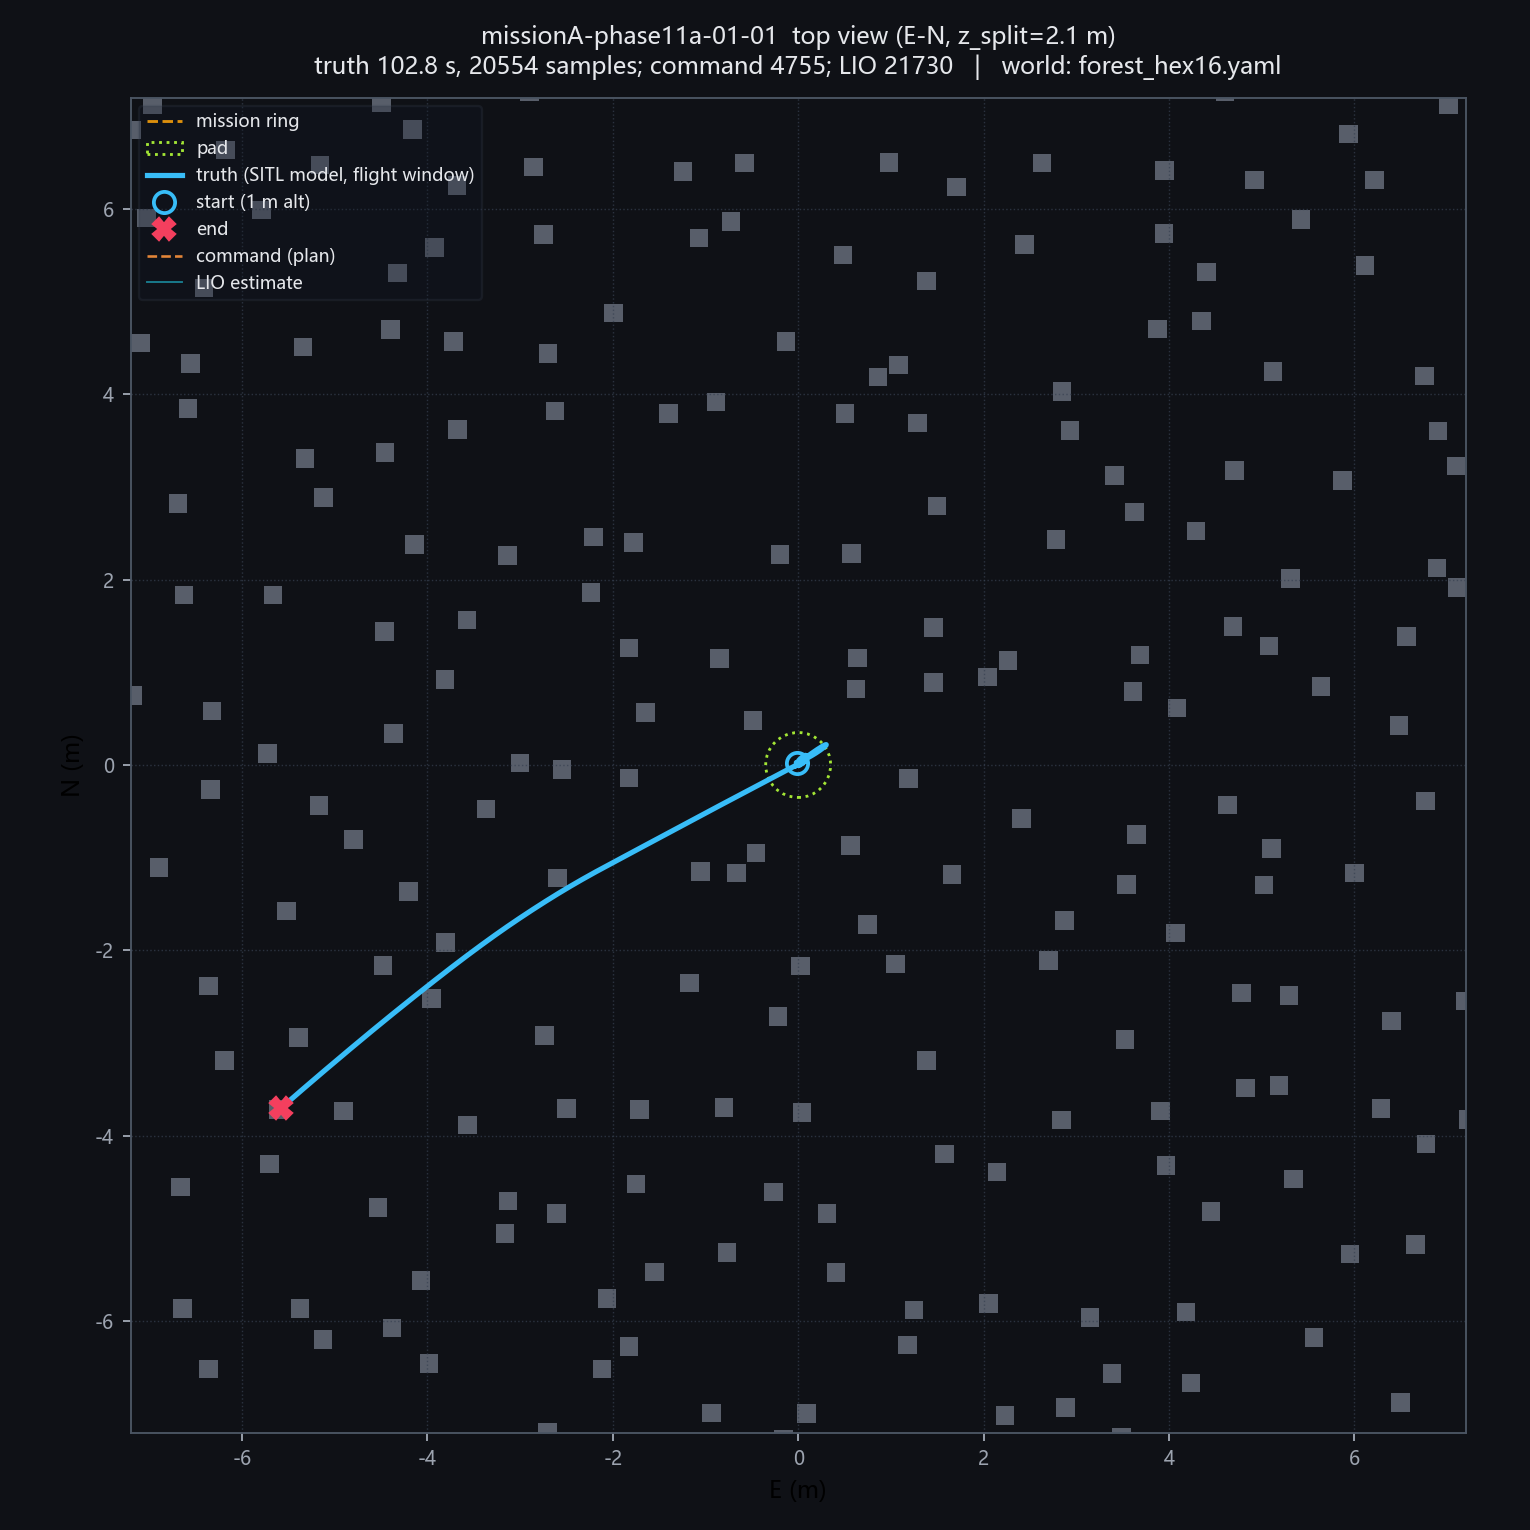 missionA-phase11a-01-01  top view (E-N, z_split=2.1 m)
truth 102.8 s, 20554 samples; command 4755; LIO 21730   |   world: forest_hex16.yaml
mission ring
pad
truth (SITL model, flight window)
start (1 m alt)
end
command (plan)
LIO estimate
6
4
2
0
-2
-4
-6
N (m)
-6
-4
-2
0
2
4
6
E (m)